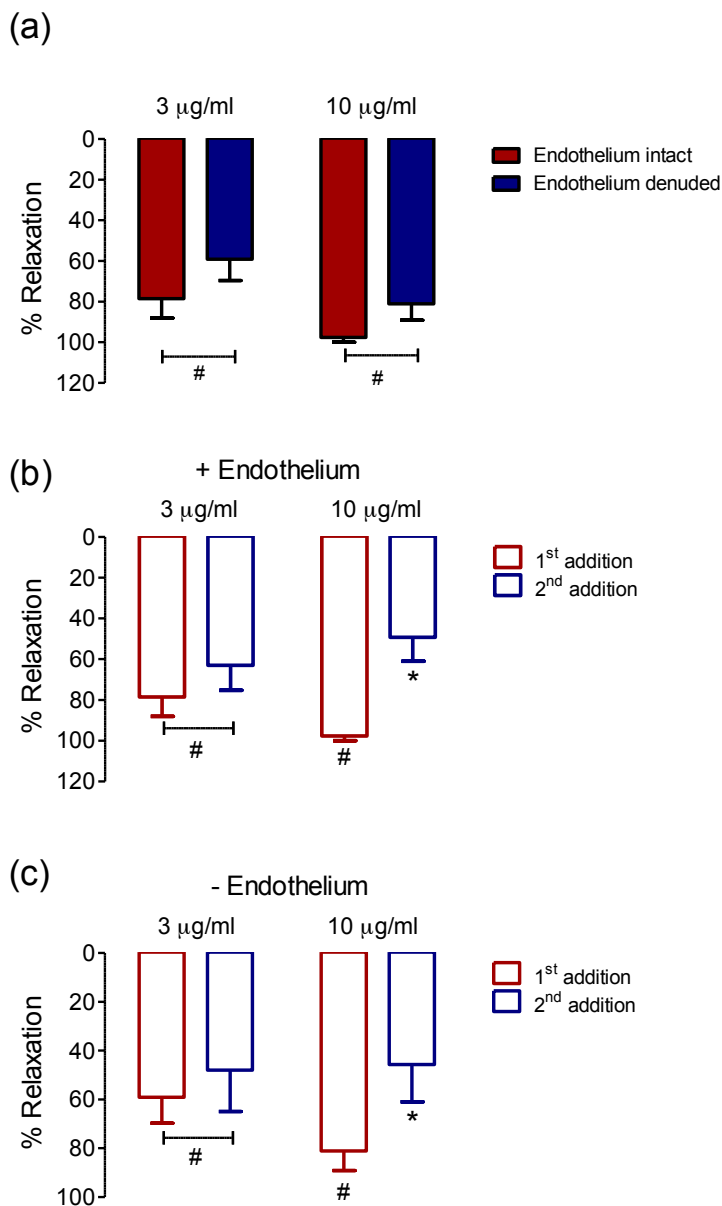 (a)
3 μg/ml
10 μg/ml
% Relaxation
0
20
40
60
80
100
120
#
#
Endothelium intact
Endothelium denuded
(b)
+ Endothelium
3 μg/ml
10 μg/ml
% Relaxation
0
20
40
60
80
100
120
#
#
*
1st addition
2nd addition
(c)
- Endothelium
3 μg/ml
10 μg/ml
% Relaxation
0
20
40
60
80
100
#
#
*
1st addition
2nd addition